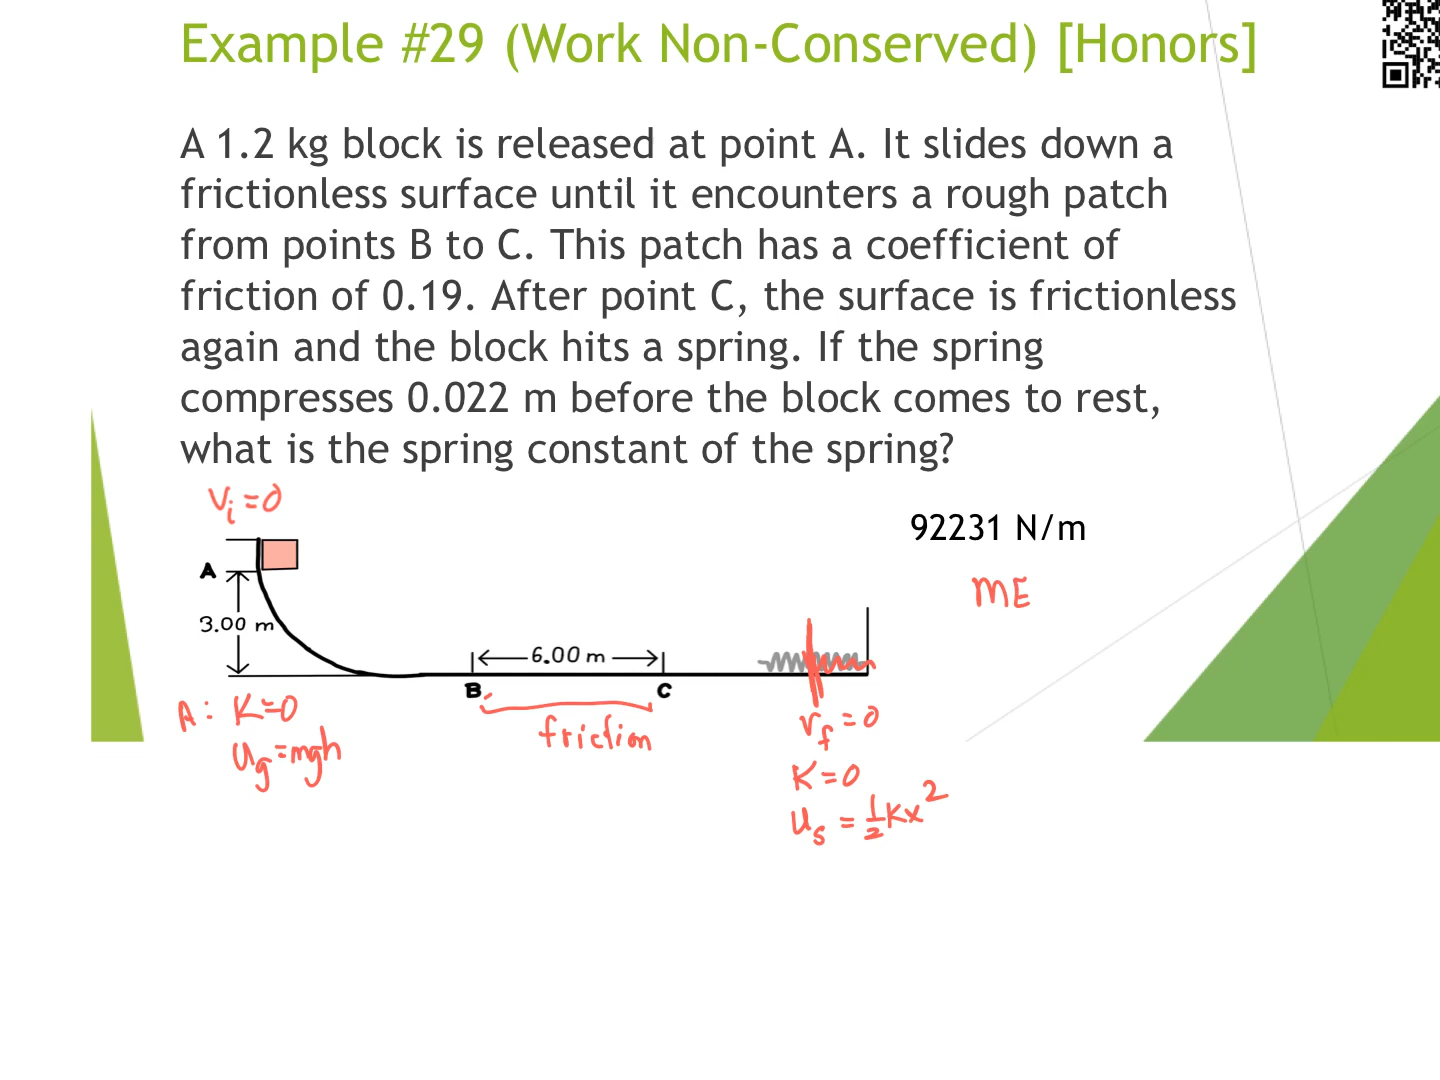 Example #29 (Work Non-Conserved) [Honors]
A 1.2 kg block is released at point A. It slides down a
frictionless surface until it encounters a rough patch
from points B to C. This patch has a coefficient of
friction of 0.19. After point C, the surface is frictionless
again and the block hits a spring. If the spring
compresses 0.022 m before the block comes to rest,
what is the spring constant of the spring?
Vi=0
92231 N/m
A
ME
3.00 m
6.00 m
B
C
A: K=0
friction
Vf=0
Ug=mgh
K=0
Us = 1/2 Kx²